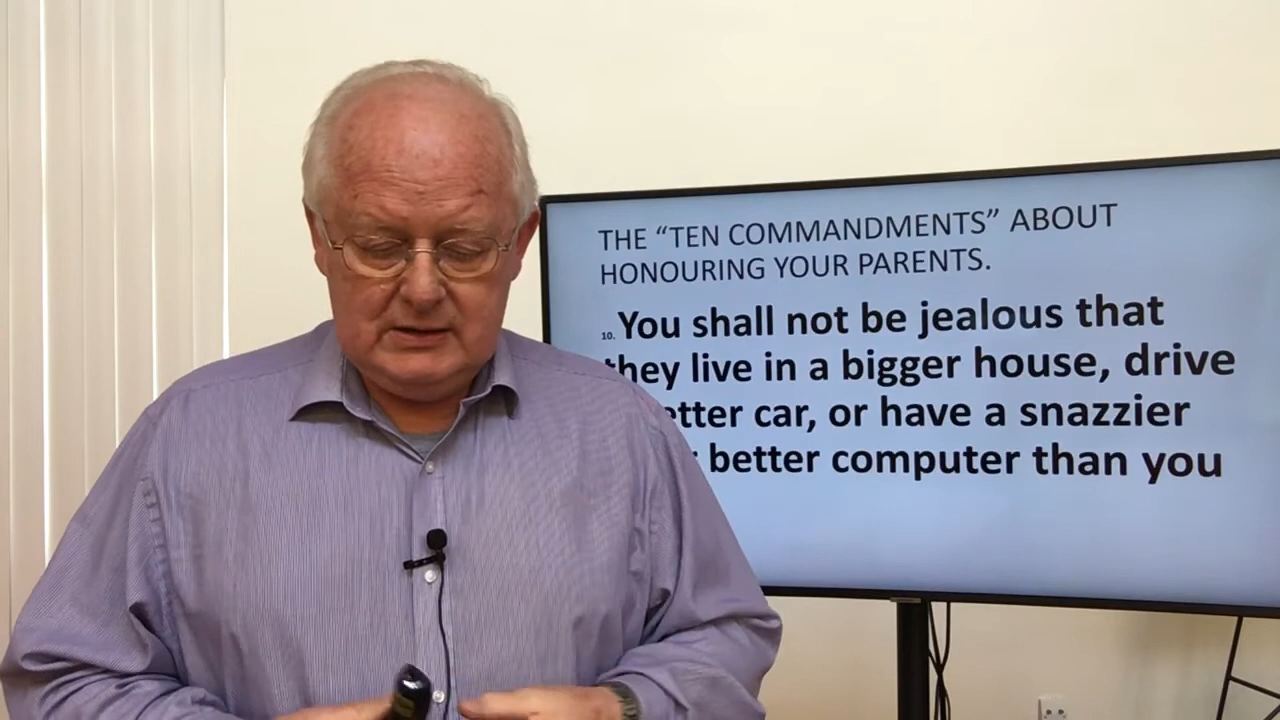 THE “TEN COMMANDMENTS” ABOUT
HONOURING YOUR PARENTS.
10. You shall not be jealous that
they live in a bigger house, drive
etter car, or have a snazzier
better computer than you